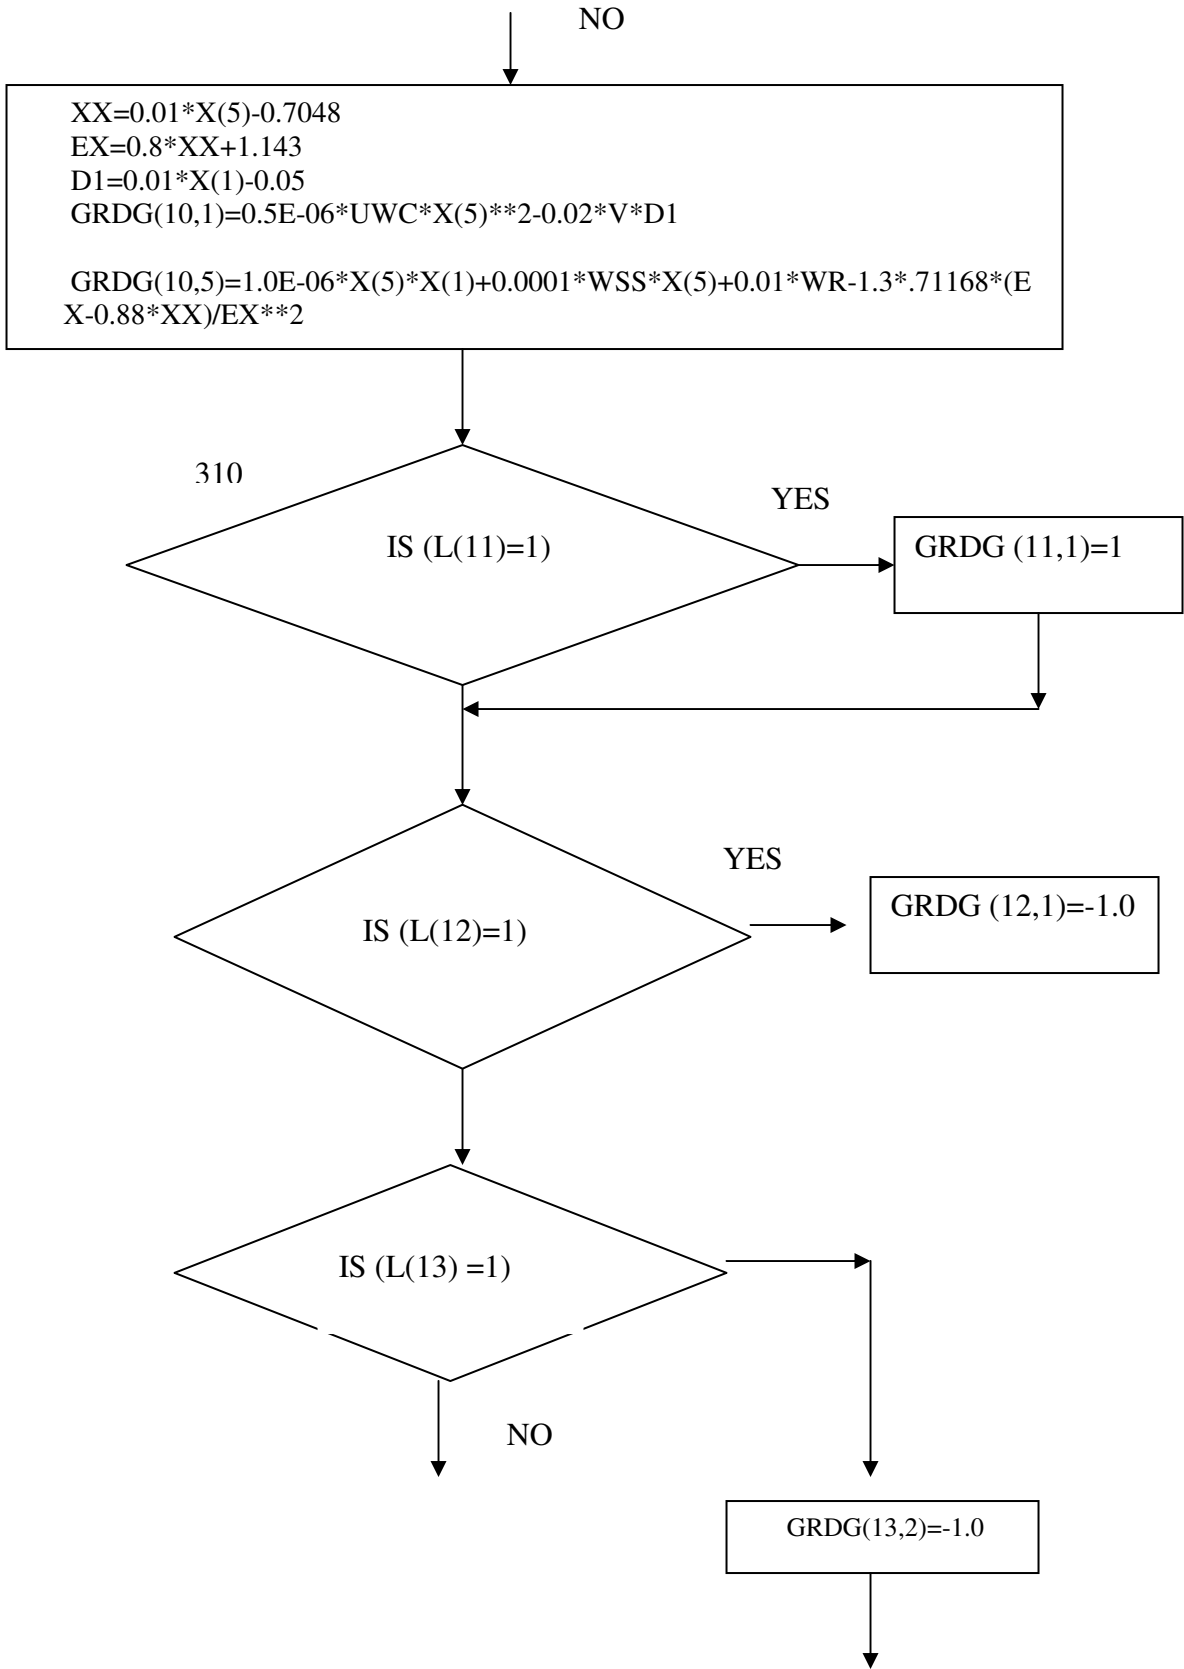 NO
XX=0.01*X(5)-0.7048
EX=0.8*XX+1.143
D1=0.01*X(1)-0.05
GRDG(10,1)=0.5E-06*UWC*X(5)**2-0.02*V*D1
GRDG(10,5)=1.0E-06*X(5)*X(1)+0.0001*WSS*X(5)+0.01*WR-1.3*.71168*(E
X-0.88*XX)/EX**2
310
YES
IS (L(11)=1)
GRDG (11,1)=1
YES
GRDG (12,1)=-1.0
IS (L(12)=1)
IS (L(13) =1)
NO
GRDG(13,2)=-1.0